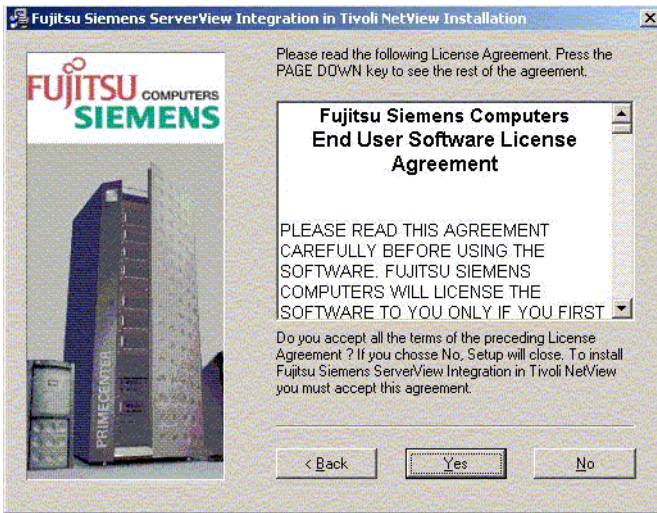 Fujitsu Siemens ServerView Integration in Tivoli NetView Installation
Please read the following License Agreement. Press the
PAGE DOWN key to see the rest of the agreement.
FUJITSU COMPUTERS
SIEMENS
Fujitsu Siemens Computers
End User Software License
Agreement
PLEASE READ THIS AGREEMENT
CAREFULLY BEFORE USING THE
SOFTWARE. FUJITSU SIEMENS
COMPUTERS WILL LICENSE THE
SOFTWARE TO YOU ONLY IF YOU FIRST
PRIMECENTER
Do you accept all the terms of the preceding License
Agreement ? If you chosse No, Setup will close. To install
Fujitsu Siemens ServerView Integration in Tivoli NetView
you must accept this agreement.
< Back
Yes
No